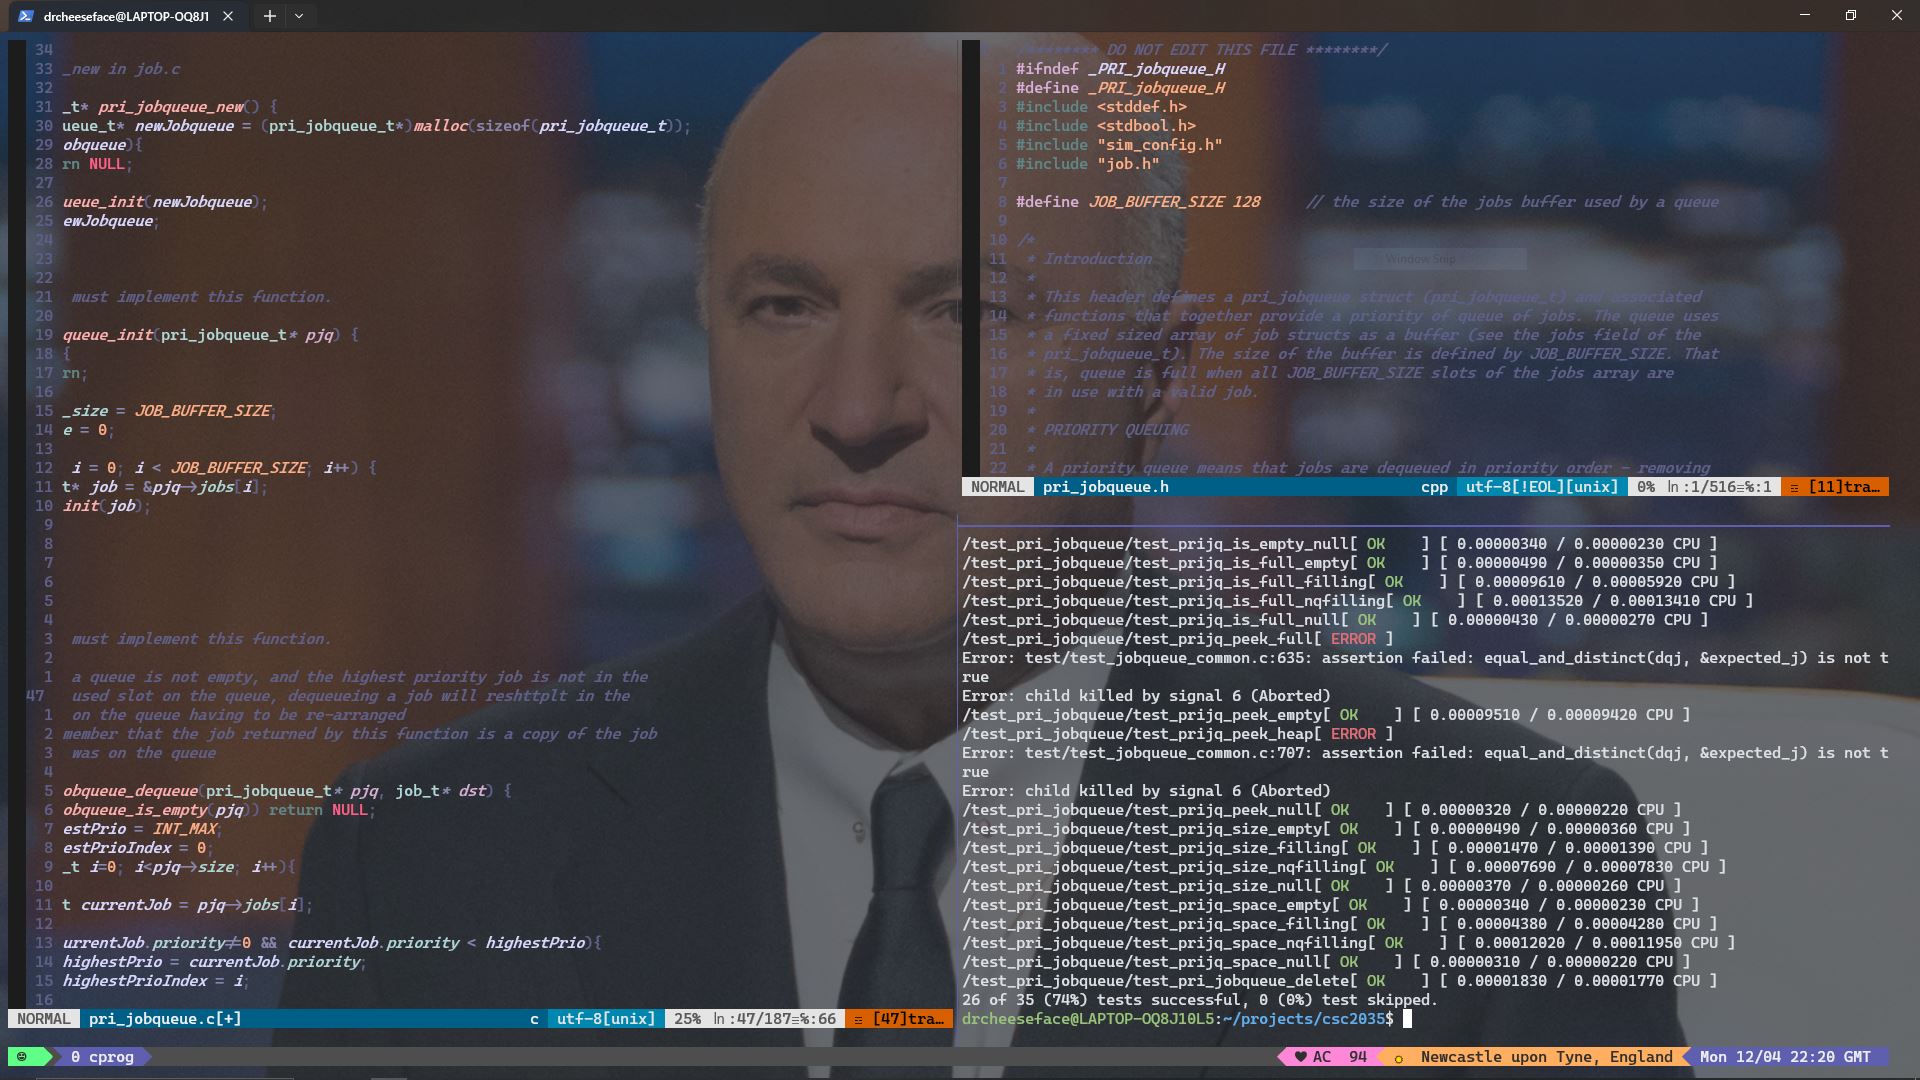 drcheeseface@LAPTOP-OQ8J1
34
33 _new in job.c
32
31 _t* pri_jobqueue_new() {
30 ueue_t* newJobqueue = (pri_jobqueue_t*)malloc(sizeof(pri_jobqueue_t));
29 obqueue){
28 rn NULL;
27
26 ueue_init(newJobqueue);
25 ewJobqueue;
24
23
22
21 must implement this function.
20
19 queue_init(pri_jobqueue_t* pjq) {
18 {
17 rn;
16
15 _size = JOB_BUFFER_SIZE;
14 e = 0;
13
12 i = 0; i < JOB_BUFFER_SIZE; i++) {
11 t* job = &pjq->jobs[i];
10 init(job);
9
8
7
6
5
4
3 must implement this function.
2
1 a queue is not empty, and the highest priority job is not in the
47 used slot on the queue, dequeueing a job will reshttplt in the
1 on the queue having to be re-arranged
2 member that the job returned by this function is a copy of the job
3 was on the queue
4
5 obqueue_dequeue(pri_jobqueue_t* pjq, job_t* dst) {
6 obqueue_is_empty(pjq)) return NULL;
7 estPrio = INT_MAX;
8 estPrioIndex = 0;
9 _t i=0; i<pjq->size; i++){
10
11 t currentJob = pjq->jobs[i];
12
13 urrentJob.priority≠0 && currentJob.priority < highestPrio){
14 highestPrio = currentJob.priority;
15 highestPrioIndex = i;
16
NORMAL pri_jobqueue.c[+] c utf-8[unix] 25% ln:47/187≡%:66 [47]tra…
/******** DO NOT EDIT THIS FILE ********/
1 #ifndef _PRI_jobqueue_H
2 #define _PRI_jobqueue_H
3 #include <stddef.h>
4 #include <stdbool.h>
5 #include "sim_config.h"
6 #include "job.h"
7
8 #define JOB_BUFFER_SIZE 128 // the size of the jobs buffer used by a queue
9
10 /*
11 * Introduction
Window Snip
12 *
13 * This header defines a pri_jobqueue struct (pri_jobqueue_t) and associated
14 * functions that together provide a priority of queue of jobs. The queue uses
15 * a fixed sized array of job structs as a buffer (see the jobs field of the
16 * pri_jobqueue_t). The size of the buffer is defined by JOB_BUFFER_SIZE. That
17 * is, queue is full when all JOB_BUFFER_SIZE slots of the jobs array are
18 * in use with a valid job.
19 *
20 * PRIORITY QUEUING
21 *
22 * A priority queue means that jobs are dequeued in priority order - removing
NORMAL pri_jobqueue.h cpp utf-8[!EOL][unix] 0% ln:1/516≡%:1 [11]tra…
/test_pri_jobqueue/test_prijq_is_empty_null[ OK ] [ 0.00000340 / 0.00000230 CPU ]
/test_pri_jobqueue/test_prijq_is_full_empty[ OK ] [ 0.00000490 / 0.00000350 CPU ]
/test_pri_jobqueue/test_prijq_is_full_filling[ OK ] [ 0.00009610 / 0.00005920 CPU ]
/test_pri_jobqueue/test_prijq_is_full_nqfilling[ OK ] [ 0.00013520 / 0.00013410 CPU ]
/test_pri_jobqueue/test_prijq_is_full_null[ OK ] [ 0.00000430 / 0.00000270 CPU ]
/test_pri_jobqueue/test_prijq_peek_full[ ERROR ]
Error: test/test_jobqueue_common.c:635: assertion failed: equal_and_distinct(dqj, &expected_j) is not t
rue
Error: child killed by signal 6 (Aborted)
/test_pri_jobqueue/test_prijq_peek_empty[ OK ] [ 0.00009510 / 0.00009420 CPU ]
/test_pri_jobqueue/test_prijq_peek_heap[ ERROR ]
Error: test/test_jobqueue_common.c:707: assertion failed: equal_and_distinct(dqj, &expected_j) is not t
rue
Error: child killed by signal 6 (Aborted)
/test_pri_jobqueue/test_prijq_peek_null[ OK ] [ 0.00000320 / 0.00000220 CPU ]
/test_pri_jobqueue/test_prijq_size_empty[ OK ] [ 0.00000490 / 0.00000360 CPU ]
/test_pri_jobqueue/test_prijq_size_filling[ OK ] [ 0.00001470 / 0.00001390 CPU ]
/test_pri_jobqueue/test_prijq_size_nqfilling[ OK ] [ 0.00007690 / 0.00007830 CPU ]
/test_pri_jobqueue/test_prijq_size_null[ OK ] [ 0.00000370 / 0.00000260 CPU ]
/test_pri_jobqueue/test_prijq_space_empty[ OK ] [ 0.00000340 / 0.00000230 CPU ]
/test_pri_jobqueue/test_prijq_space_filling[ OK ] [ 0.00004380 / 0.00004280 CPU ]
/test_pri_jobqueue/test_prijq_space_nqfilling[ OK ] [ 0.00012020 / 0.00011950 CPU ]
/test_pri_jobqueue/test_prijq_space_null[ OK ] [ 0.00000310 / 0.00000220 CPU ]
/test_pri_jobqueue/test_pri_jobqueue_delete[ OK ] [ 0.00001830 / 0.00001770 CPU ]
26 of 35 (74%) tests successful, 0 (0%) test skipped.
drcheeseface@LAPTOP-OQ8J10L5:~/projects/csc2035$
0 cprog ♥ AC 94 Newcastle upon Tyne, England Mon 12/04 22:20 GMT